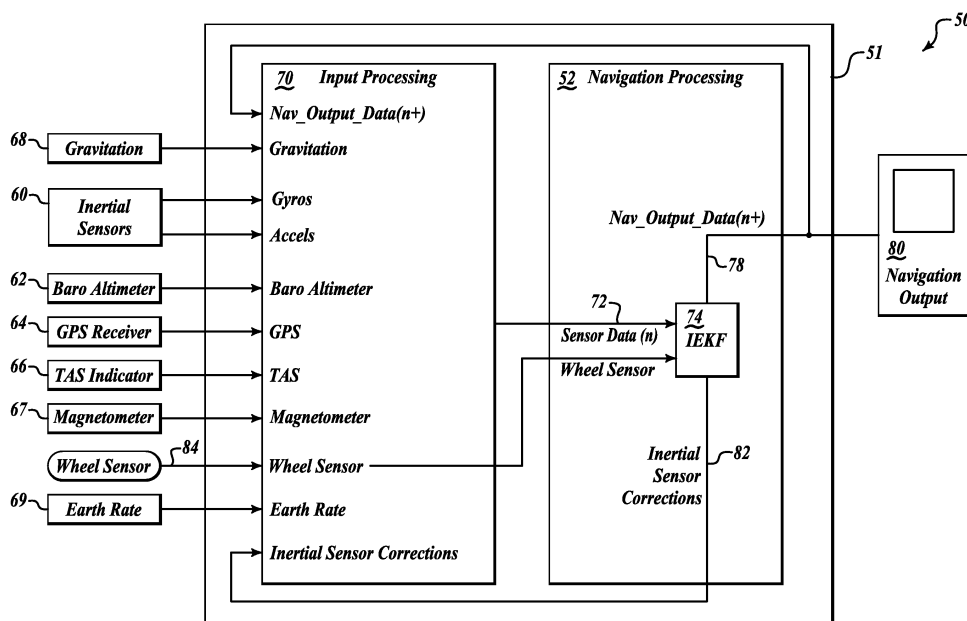 50
51
70 Input Processing
52 Navigation Processing
Nav_Output_Data(n+)
68
Gravitation
Gravitation
60
Inertial
Sensors
Gyros
Accels
Nav_Output_Data(n+)
78
80
Navigation
Output
62
Baro Altimeter
Baro Altimeter
64
GPS Receiver
GPS
72
Sensor Data (n)
74
IEKF
66
TAS Indicator
TAS
Wheel Sensor
67
Magnetometer
Magnetometer
Wheel Sensor
84
Wheel Sensor
Inertial
Sensor
Corrections
82
69
Earth Rate
Earth Rate
Inertial Sensor Corrections